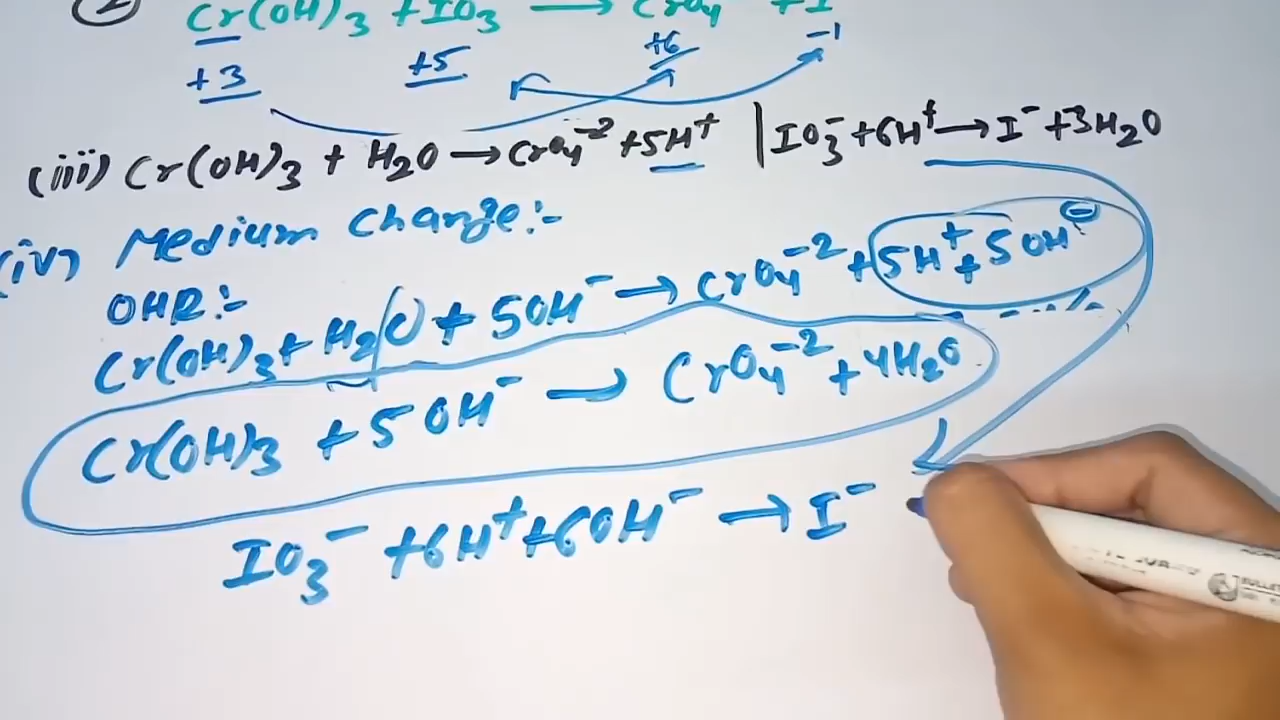 ② Cr(OH)3 + IO3 → CrO4 + I
+3 +5 +6 -1
(iii) Cr(OH)3 + H2O → CrO4^-2 + 5H^+ | IO3^- + 6H^+ → I^- + 3H2O
(iv) Medium Change:-
OHR:-
Cr(OH)3 + H2O + 5OH^- → CrO4^-2 + 5H^+ + 5OH^⊖
Cr(OH)3 + 5OH^- → CrO4^-2 + 4H2O
IO3^- + 6H^+ + 6OH^- → I^-